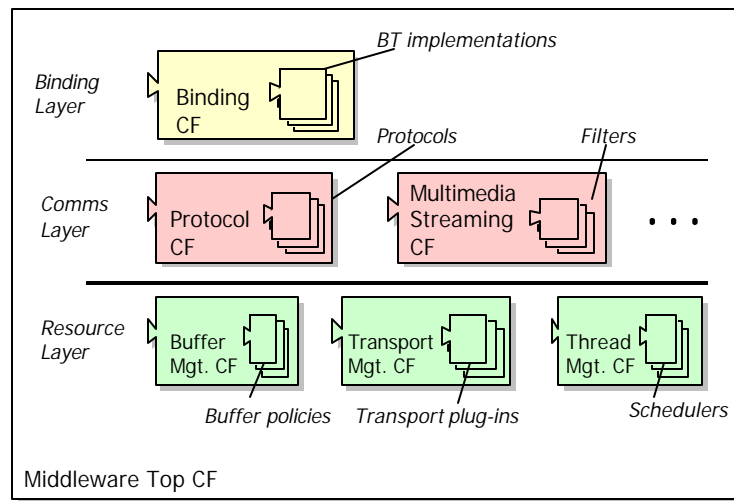 BT implementations
Binding
Layer
Binding
CF
Protocols
Filters
Comms
Layer
Protocol
CF
Multimedia
Streaming
CF
...
Resource
Layer
Buffer
Mgt. CF
Transport
Mgt. CF
Thread
Mgt. CF
Buffer policies
Transport plug-ins
Schedulers
Middleware Top CF